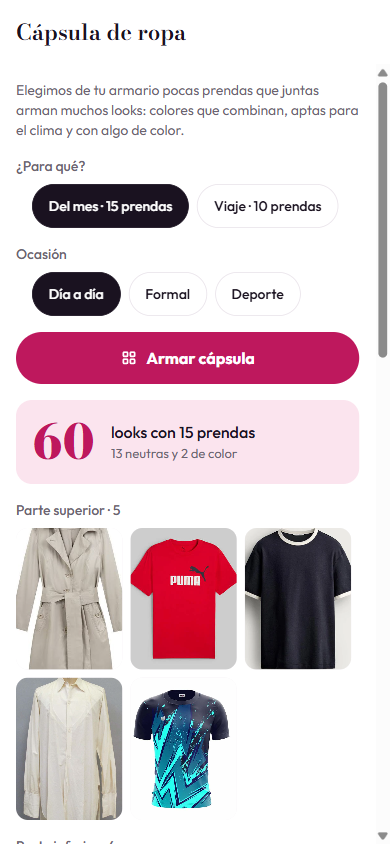 Cápsula de ropa
Elegimos de tu armario pocas prendas que juntas
arman muchos looks: colores que combinan, aptas para
el clima y con algo de color.
¿Para qué?
Del mes · 15 prendas
Viaje · 10 prendas
Ocasión
Día a día
Formal
Deporte
Armar cápsula
60
looks con 15 prendas
13 neutras y 2 de color
Parte superior · 5
PUMA